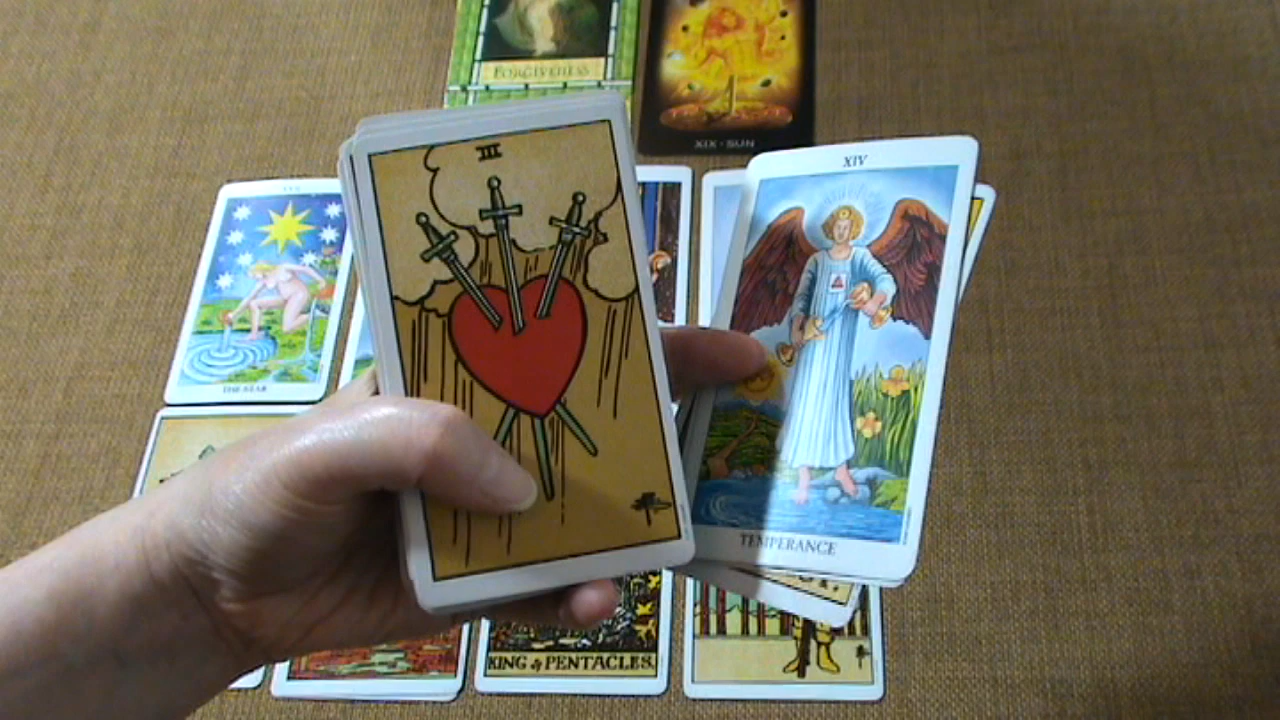 FORGIVENESS
XIX · SUN
XIV
III
THE STAR
TEMPERANCE
KING of PENTACLES.